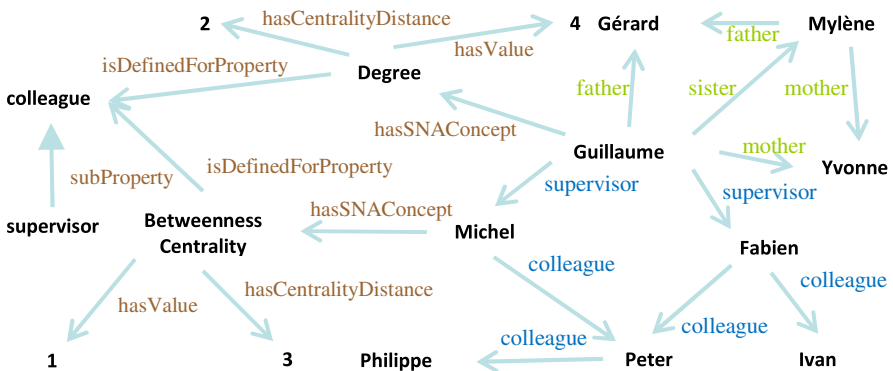 2
hasCentralityDistance
4
Gérard
Mylène
hasValue
father
isDefinedForProperty
Degree
colleague
father
sister
mother
hasSNAConcept
Guillaume
mother
isDefinedForProperty
Yvonne
subProperty
supervisor
supervisor
hasSNAConcept
supervisor
Betweenness
Centrality
Michel
Fabien
colleague
colleague
hasValue
hasCentralityDistance
colleague
colleague
1
3
Philippe
Peter
Ivan